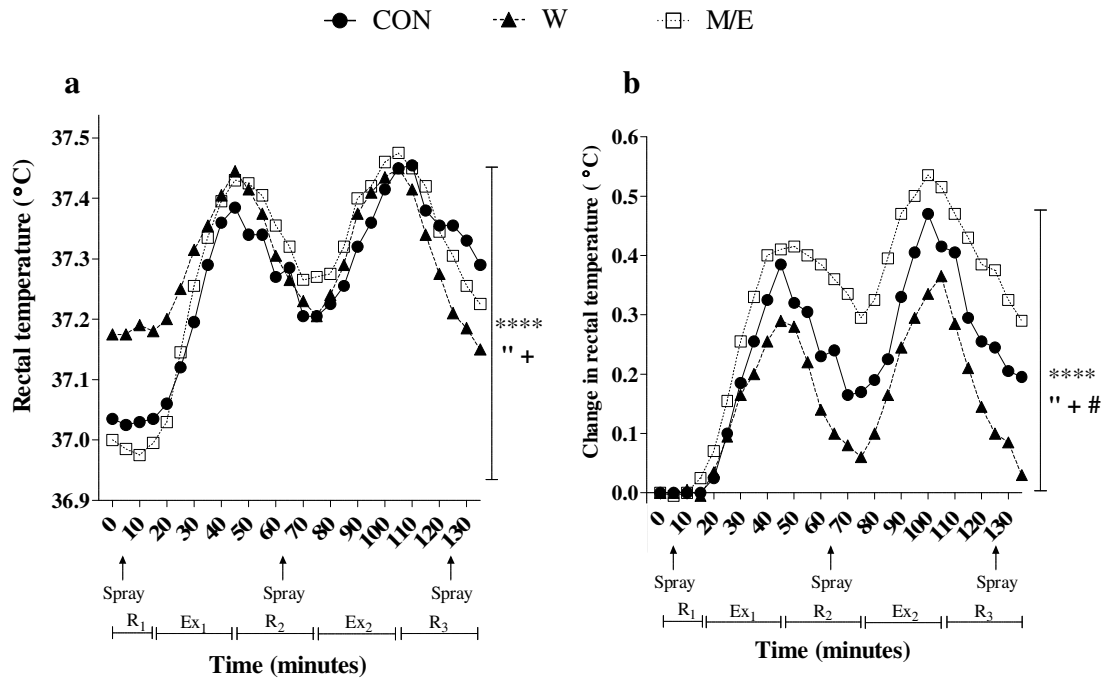 CON W M/E
a
Rectal temperature (°C)
37.5
37.4
37.3
37.2
37.1
37.0
36.9
****
" +
0 10 20 30 40 50 60 70 80 90 100 110 120 130
Spray Spray Spray
R1 Ex1 R2 Ex2 R3
Time (minutes)
b
Change in rectal temperature (°C)
0.6
0.5
0.4
0.3
0.2
0.1
0.0
****
" + #
0 10 20 30 40 50 60 70 80 90 100 110 120 130
Spray Spray Spray
R1 Ex1 R2 Ex2 R3
Time (minutes)